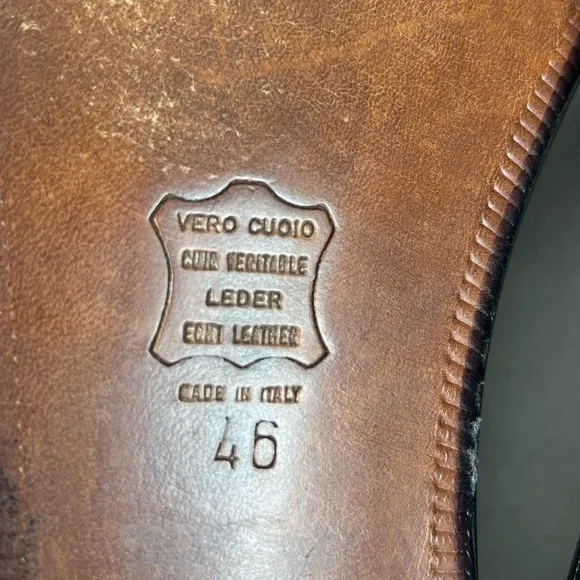 VERO CUOIO
CUIR VERITABLE
LEDER
ECHT LEATHER
MADE IN ITALY
46